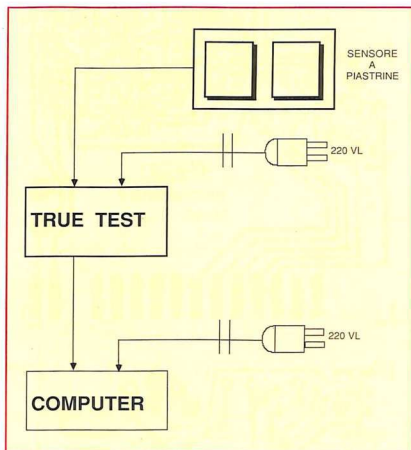 SENSORE
A
PIASTRINE
220 VL
TRUE TEST
220 VL
COMPUTER